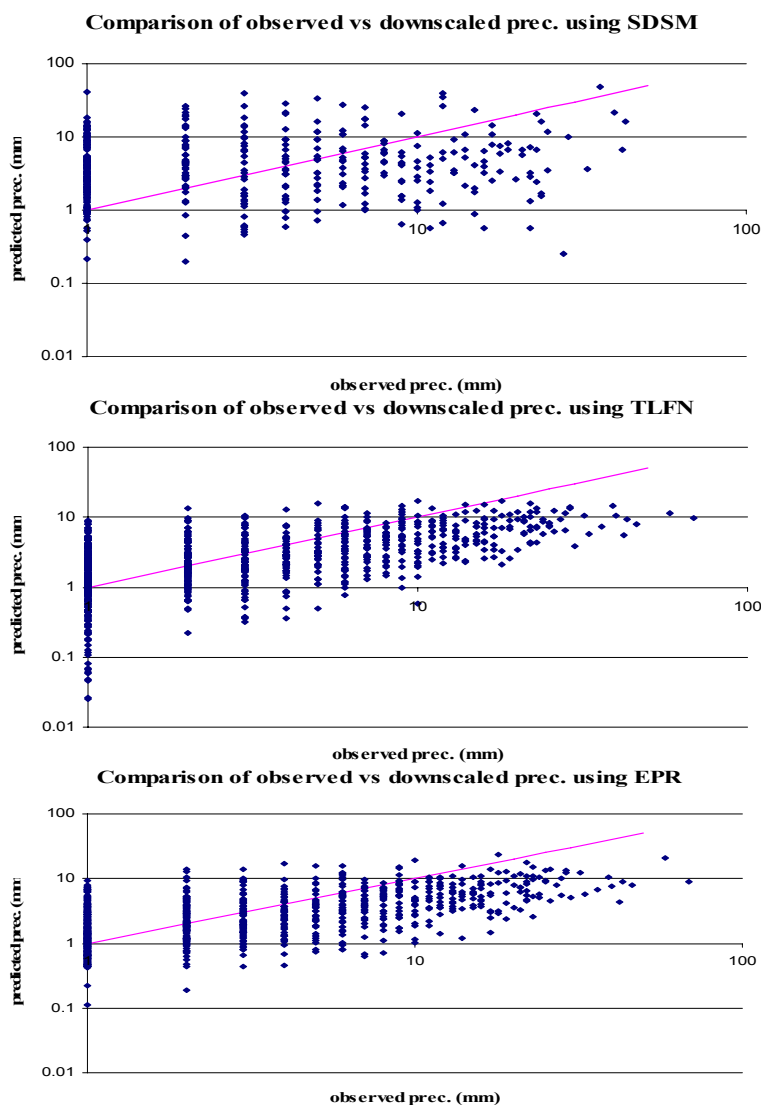 Comparison of observed vs downscaled prec. using SDSM
100
10
1
0.1
0.01
10
100
predicted prec. (mm
observed prec. (mm)
Comparison of observed vs downscaled prec. using TLFN
100
10
1
0.1
0.01
10
100
predicted prec. (mm
observed prec. (mm)
Comparison of observed vs downscaled prec. using EPR
100
10
1
0.1
0.01
10
100
predicted prec. (mm
observed prec. (mm)